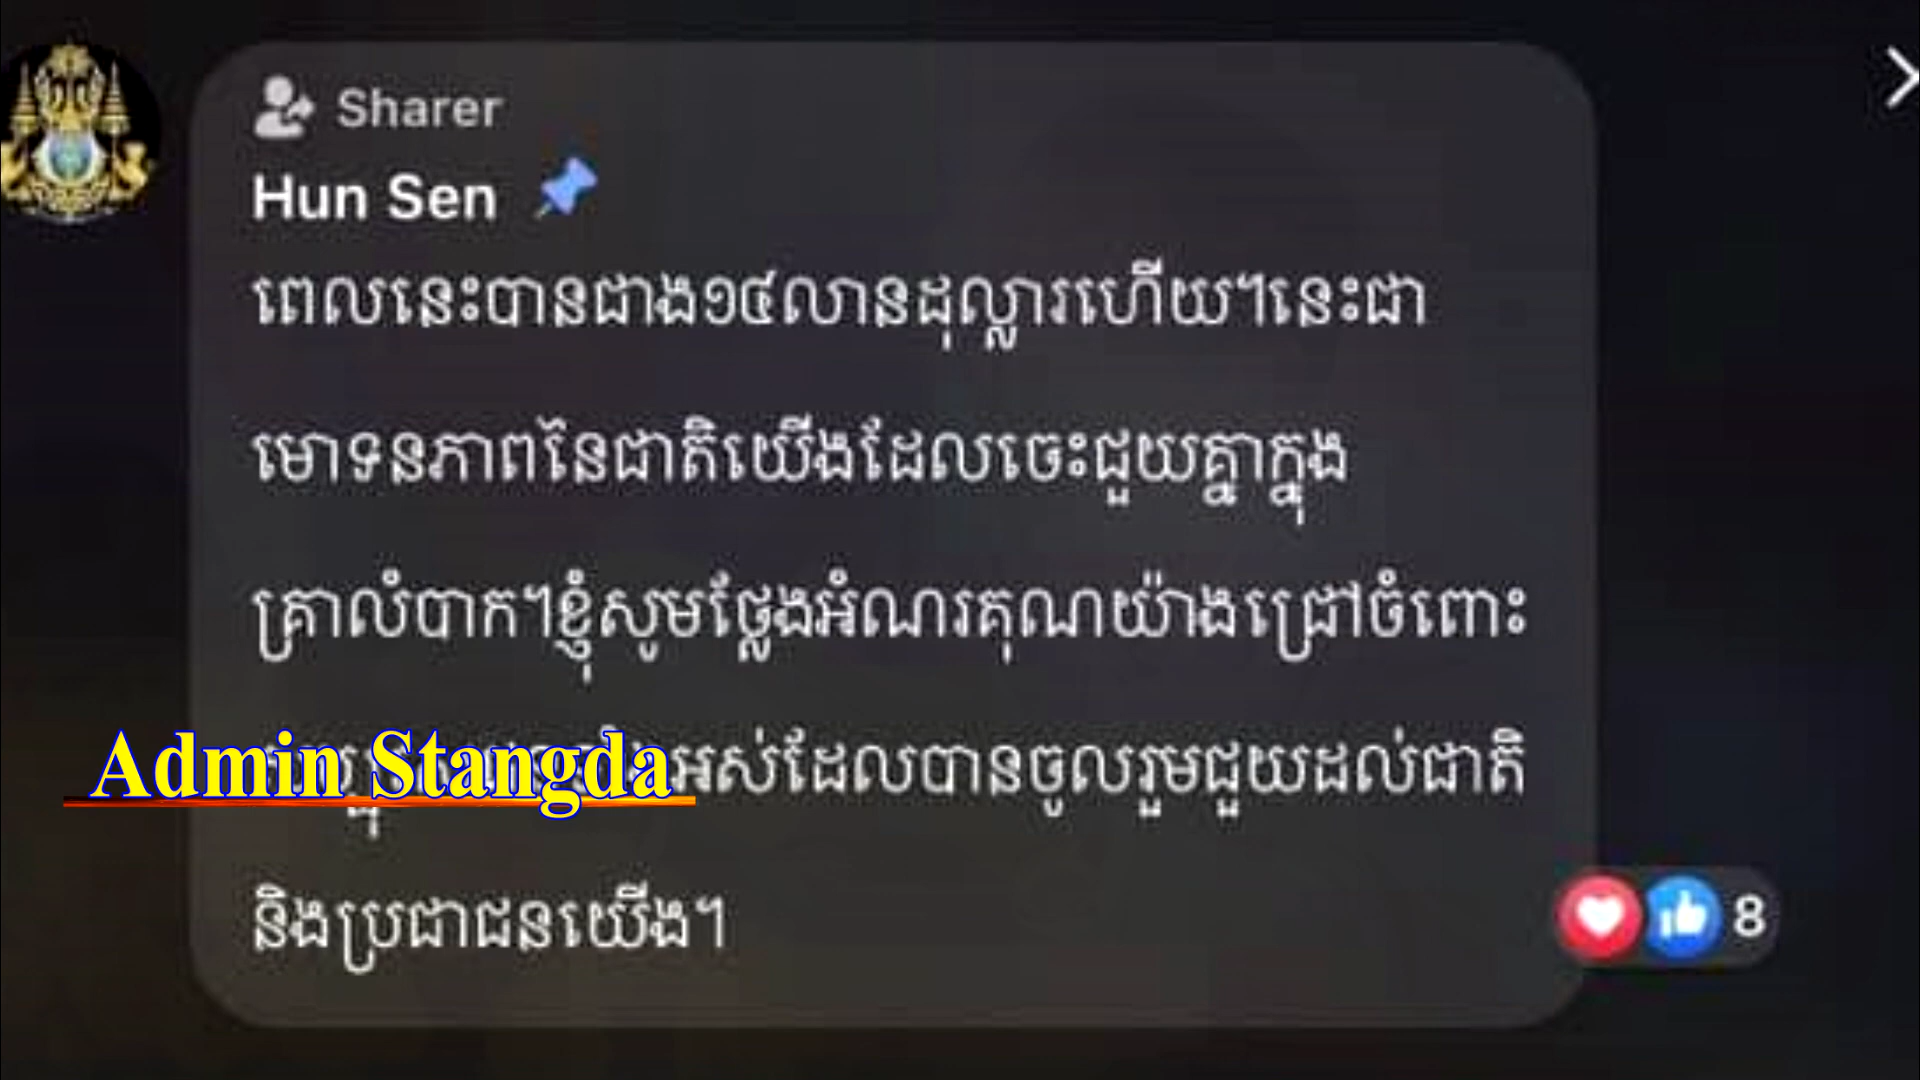 Sharer
Hun Sen
ពេលនេះបានជាង១៤លានដុល្លារហើយ។នេះជា
មោទនភាពនៃជាតិយើងដែលចេះជួយគ្នាក្នុង
គ្រាលំបាក។ខ្ញុំសូមថ្លែងអំណរគុណយ៉ាងជ្រៅចំពោះ
អស់ដែលបានចូលរួមជួយដល់ជាតិ
Admin Stangda
និងប្រជាជនយើង។
8